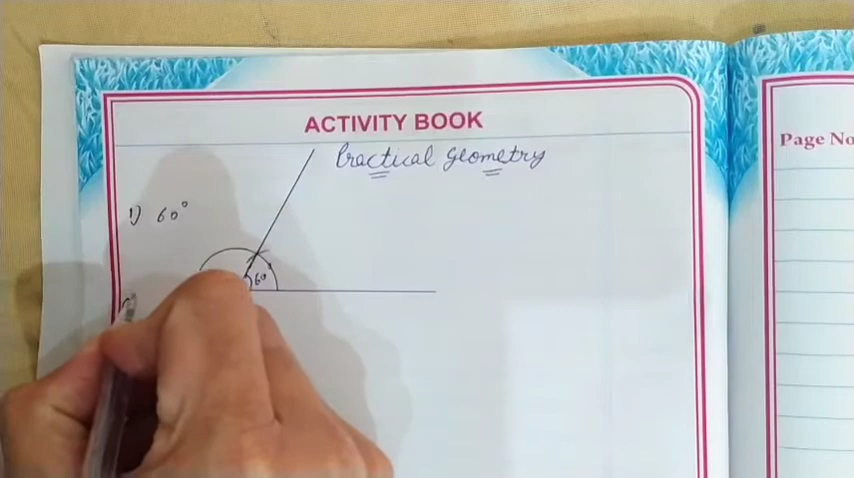 ACTIVITY BOOK
Practical geometry
Page No
1) 60°
60